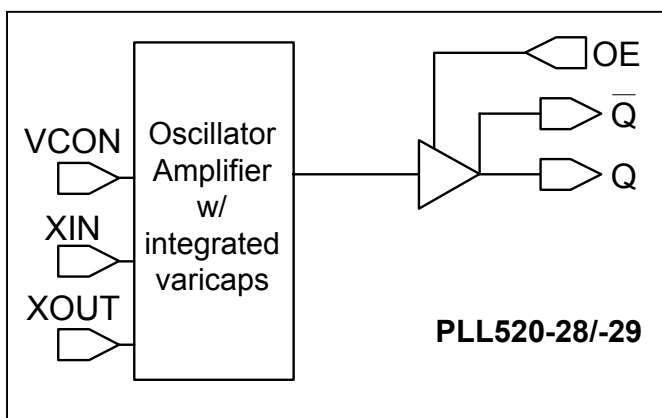 OE
Q̅
Q
VCON
XIN
XOUT
Oscillator
Amplifier
w/
integrated
varicaps
PLL520-28/-29